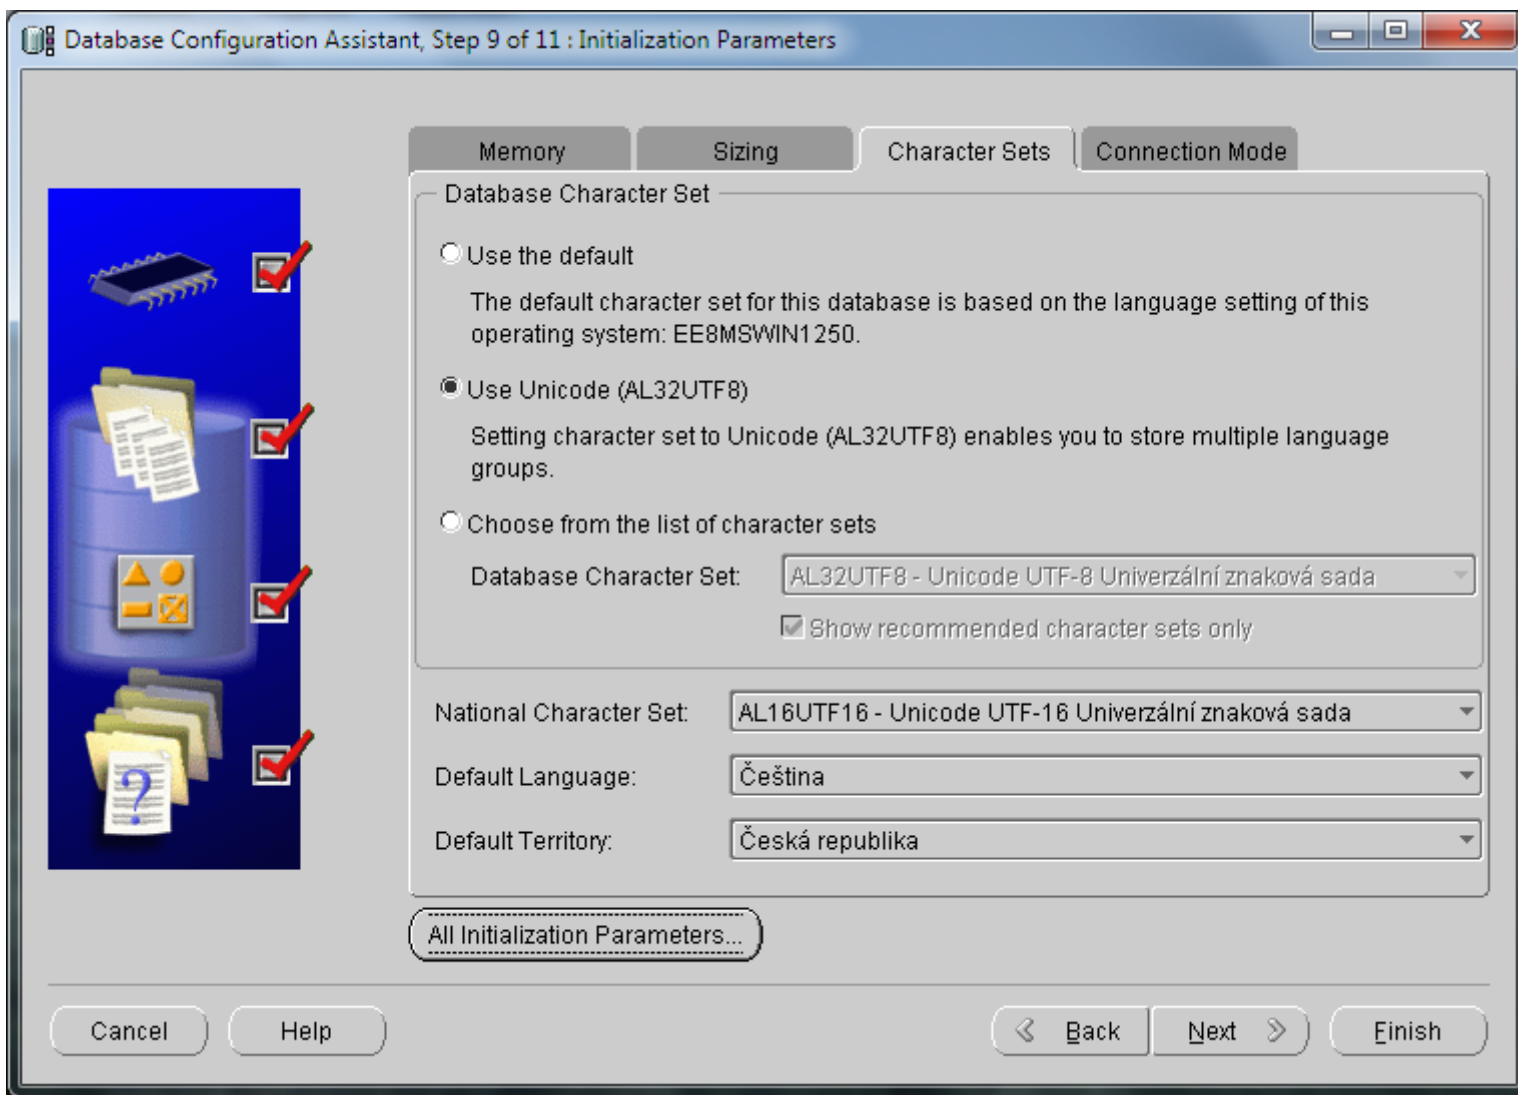 Database Configuration Assistant, Step 9 of 11 : Initialization Parameters
Memory Sizing Character Sets Connection Mode
Database Character Set
Use the default
The default character set for this database is based on the language setting of this
operating system: EE8MSWIN1250.
Use Unicode (AL32UTF8)
Setting character set to Unicode (AL32UTF8) enables you to store multiple language
groups.
Choose from the list of character sets
Database Character Set: AL32UTF8 - Unicode UTF-8 Univerzální znaková sada
Show recommended character sets only
National Character Set: AL16UTF16 - Unicode UTF-16 Univerzální znaková sada
Default Language: Čeština
Default Territory: Česká republika
?
All Initialization Parameters...
Cancel Help Back Next Finish